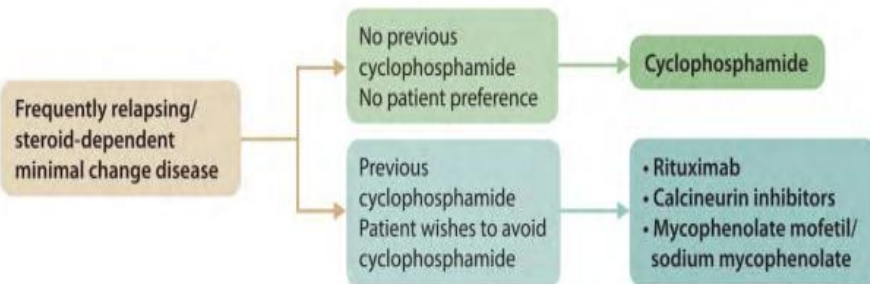 Frequently relapsing/
steroid-dependent
minimal change disease
No previous
cyclophosphamide
No patient preference
Cyclophosphamide
Previous
cyclophosphamide
Patient wishes to avoid
cyclophosphamide
• Rituximab
• Calcineurin inhibitors
• Mycophenolate mofetil/
sodium mycophenolate